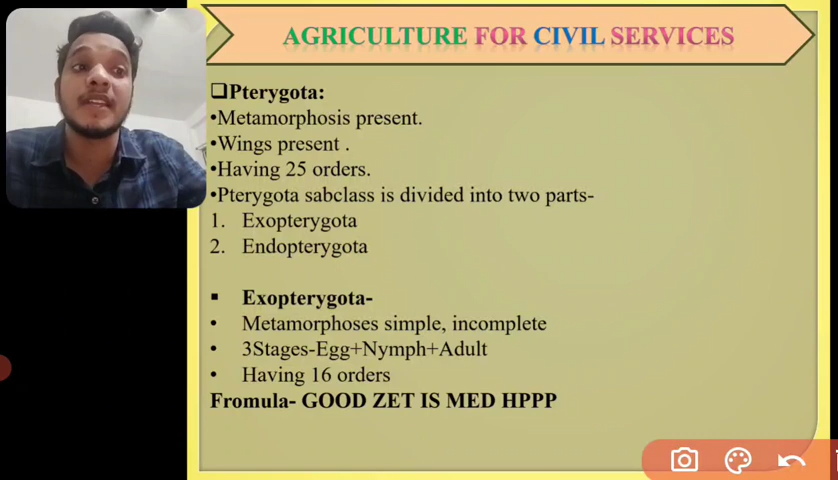 AGRICULTURE FOR CIVIL SERVICES
❑Pterygota:
•Metamorphosis present.
•Wings present .
•Having 25 orders.
•Pterygota subclass is divided into two parts-
1. Exopterygota
2. Endopterygota
▪ Exopterygota-
• Metamorphoses simple, incomplete
• 3Stages-Egg+Nymph+Adult
• Having 16 orders
Fromula- GOOD ZET IS MED HPPP